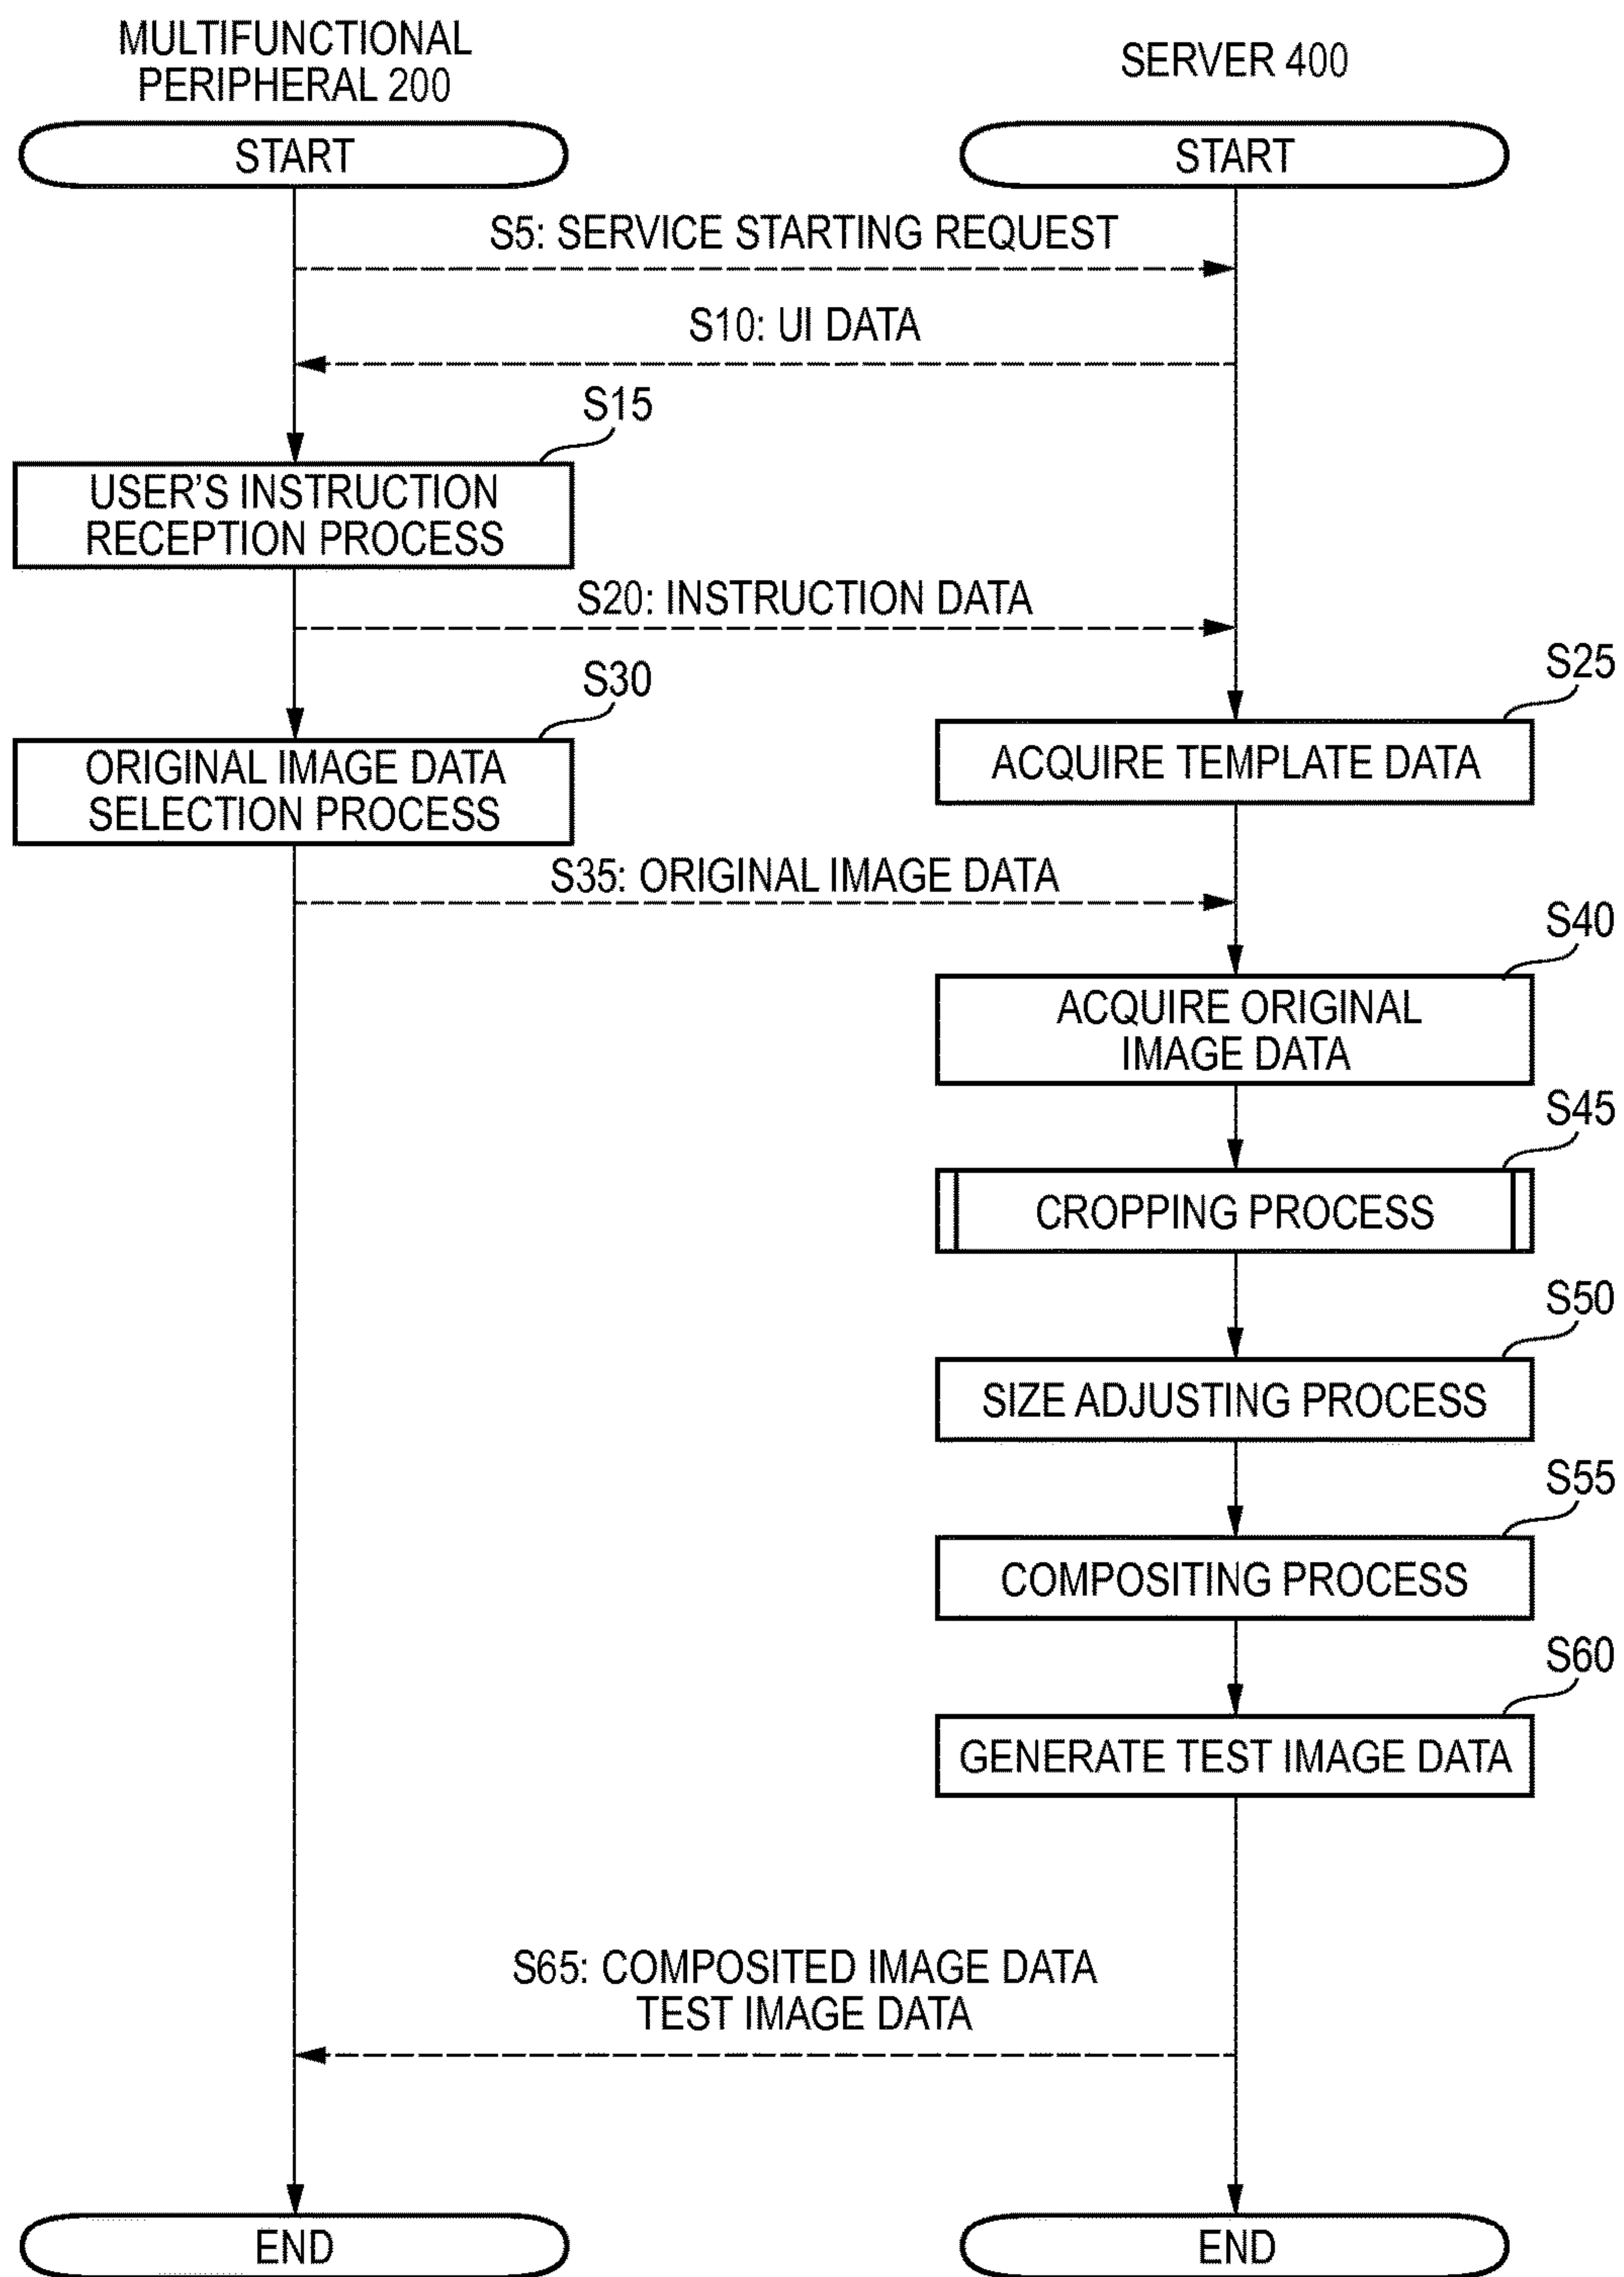 MULTIFUNCTIONAL
PERIPHERAL 200
SERVER 400
START
START
S5: SERVICE STARTING REQUEST
S10: UI DATA
S15
USER'S INSTRUCTION
RECEPTION PROCESS
S20: INSTRUCTION DATA
S25
ACQUIRE TEMPLATE DATA
S30
ORIGINAL IMAGE DATA
SELECTION PROCESS
S35: ORIGINAL IMAGE DATA
S40
ACQUIRE ORIGINAL
IMAGE DATA
S45
CROPPING PROCESS
S50
SIZE ADJUSTING PROCESS
S55
COMPOSITING PROCESS
S60
GENERATE TEST IMAGE DATA
S65: COMPOSITED IMAGE DATA
TEST IMAGE DATA
END
END